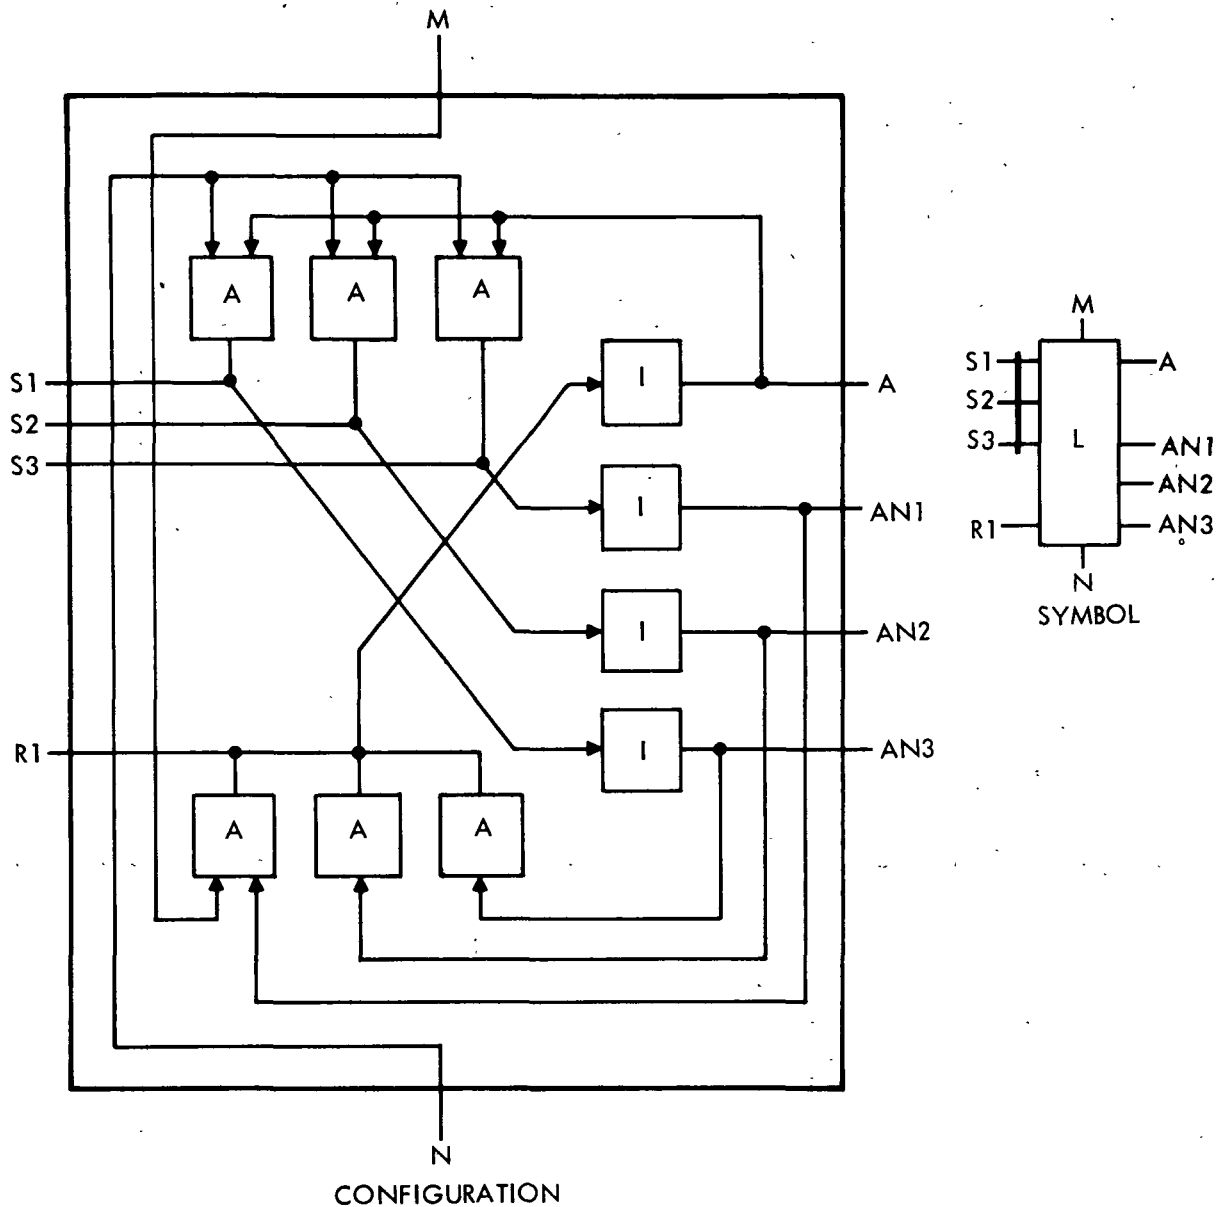 M
A
A
A
S1
S2
S3
I
A
I
AN1
I
AN2
R1
I
AN3
A
A
A
N
CONFIGURATION
M
S1
A
S2
S3
L
AN1
AN2
R1
AN3
N
SYMBOL